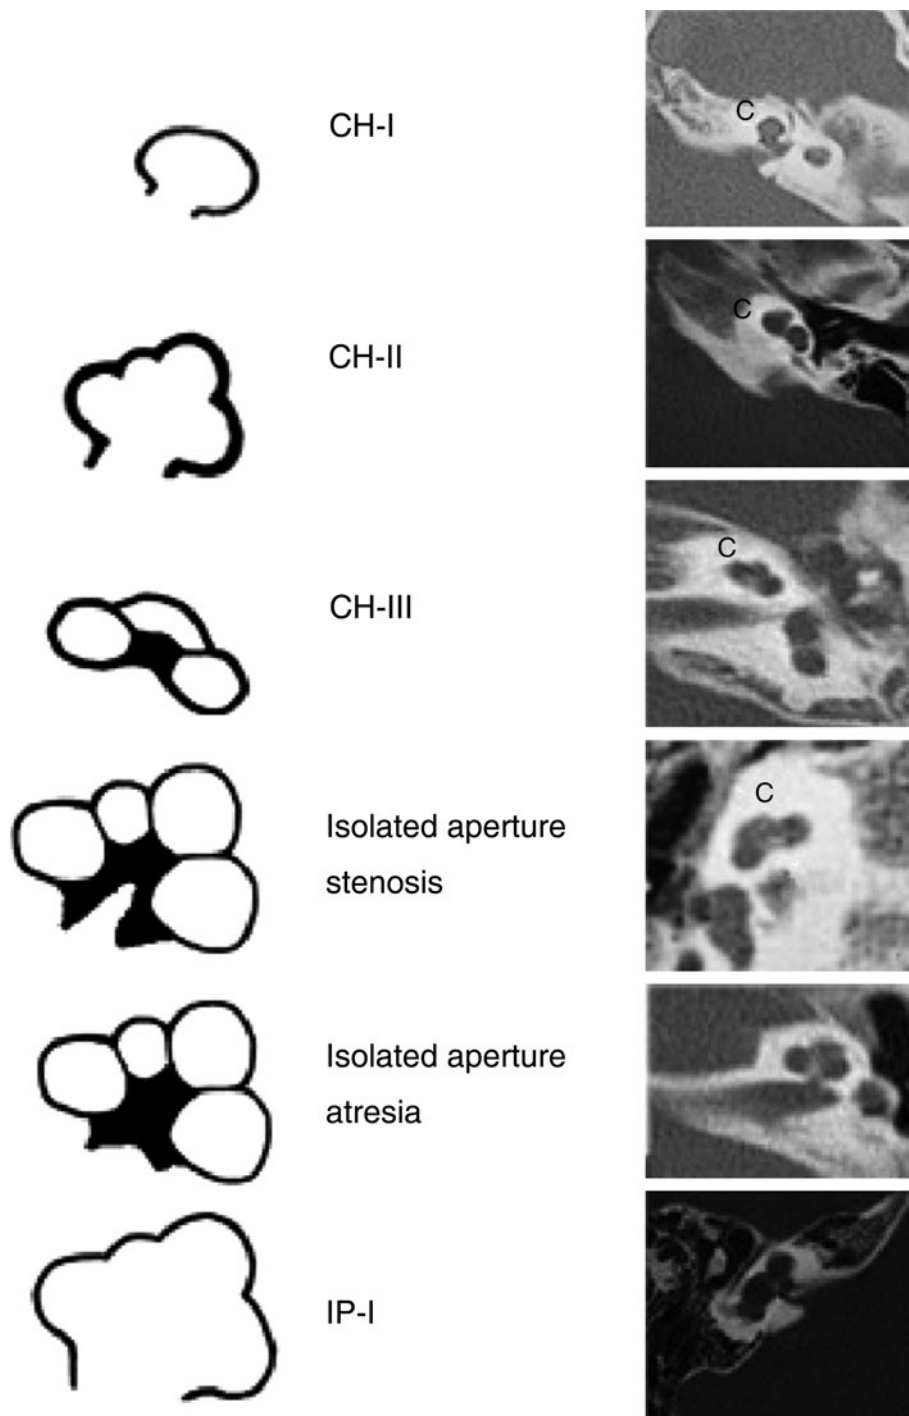 CH-I
C
CH-II
C
CH-III
C
Isolated aperture
stenosis
C
Isolated aperture
atresia
IP-I